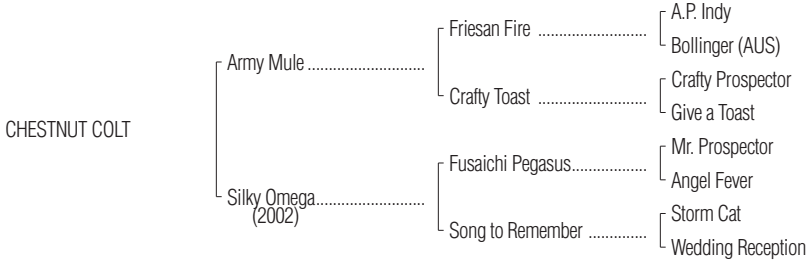 A.P. Indy
Friesan Fire ..........................
Bollinger (AUS)
Army Mule ............................
Crafty Prospector
Crafty Toast ..........................
Give a Toast
CHESTNUT COLT
Mr. Prospector
Fusaichi Pegasus..................
Angel Fever
Silky Omega..........................
(2002)
Storm Cat
Song to Remember ..............
Wedding Reception